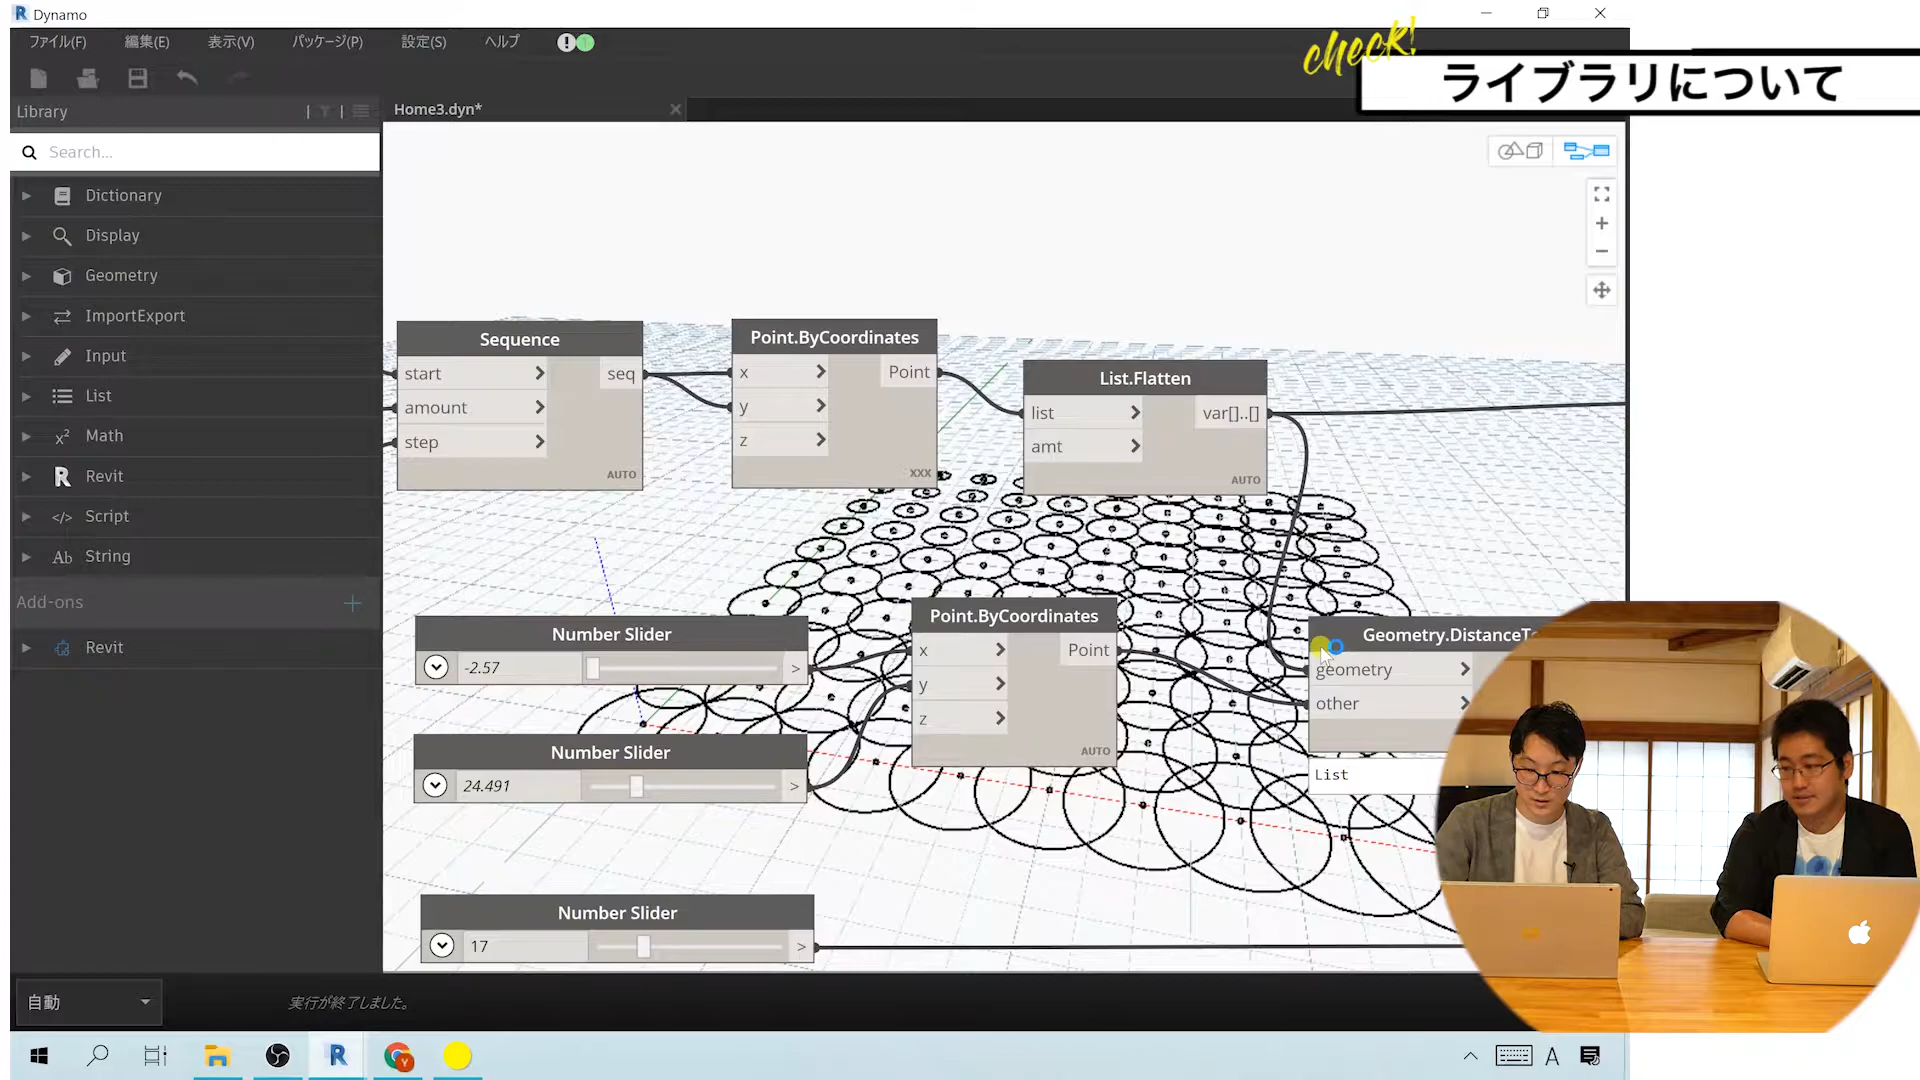 Dynamo
check!
ライブラリについて
ファイル(F) 編集(E) 表示(V) パッケージ(P) 設定(S) ヘルプ
Library
Home3.dyn*
Search...
Dictionary
Display
Geometry
ImportExport
Input
List
Math
Revit
Script
String
Add-ons
Revit
Sequence
start
amount
step
seq
AUTO
Point.ByCoordinates
x
y
z
Point
XXX
List.Flatten
list
amt
var[]..[]
AUTO
Number Slider
-2.57
Number Slider
24.491
Point.ByCoordinates
x
y
z
Point
AUTO
Geometry.DistanceTo
geometry
other
List
Number Slider
17
自動
実行が終了しました。
A